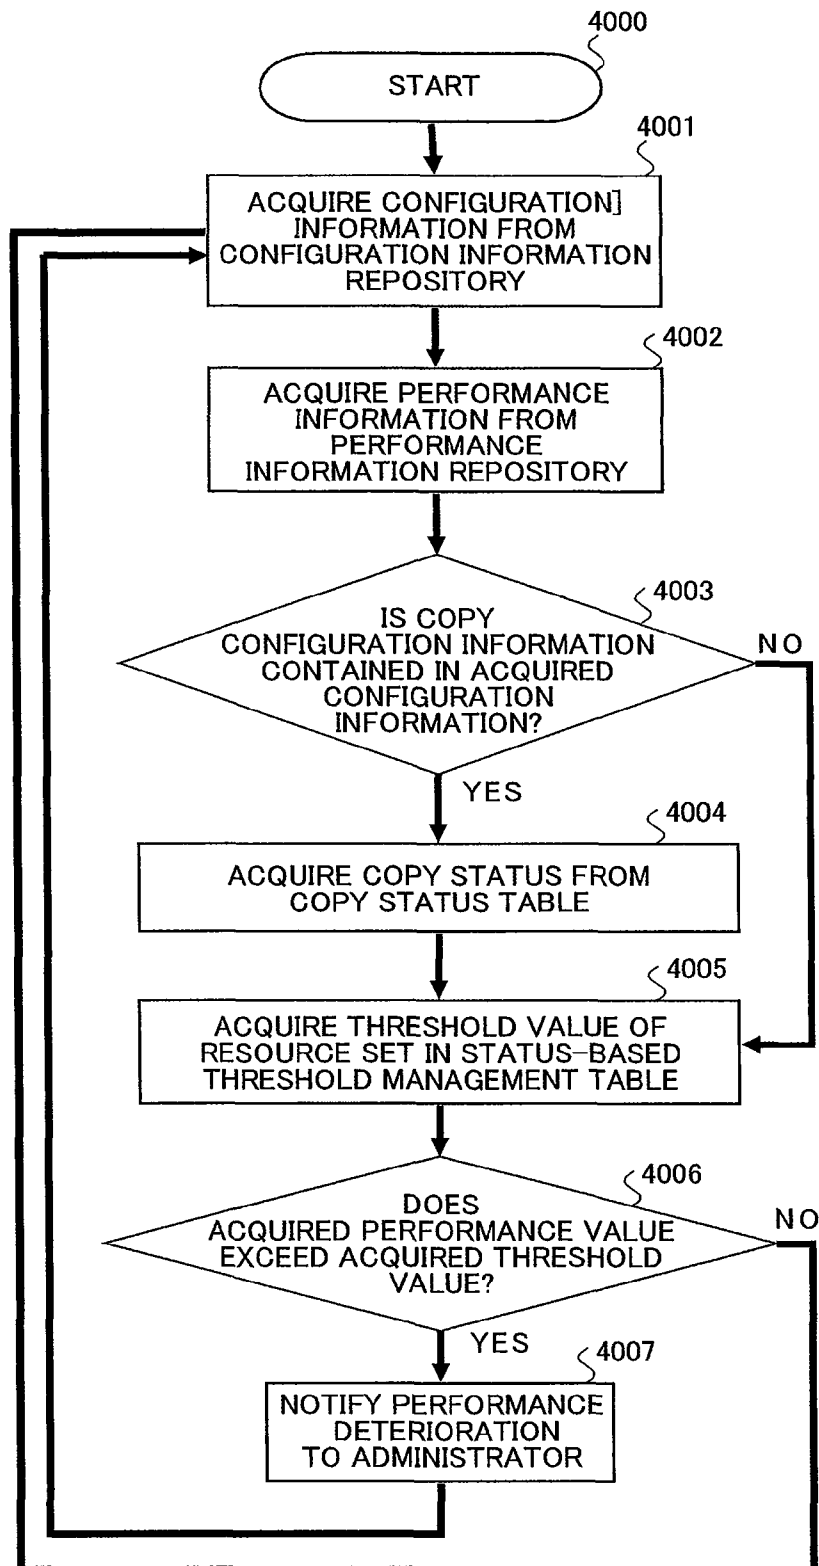 4000
START
4001
ACQUIRE CONFIGURATION]
INFORMATION FROM
CONFIGURATION INFORMATION
REPOSITORY
4002
ACQUIRE PERFORMANCE
INFORMATION FROM
PERFORMANCE
INFORMATION REPOSITORY
4003
IS COPY
CONFIGURATION INFORMATION
CONTAINED IN ACQUIRED
CONFIGURATION
INFORMATION?
NO
YES
4004
ACQUIRE COPY STATUS FROM
COPY STATUS TABLE
4005
ACQUIRE THRESHOLD VALUE OF
RESOURCE SET IN STATUS-BASED
THRESHOLD MANAGEMENT TABLE
4006
DOES
ACQUIRED PERFORMANCE VALUE
EXCEED ACQUIRED THRESHOLD
VALUE?
NO
YES
4007
NOTIFY PERFORMANCE
DETERIORATION
TO ADMINISTRATOR